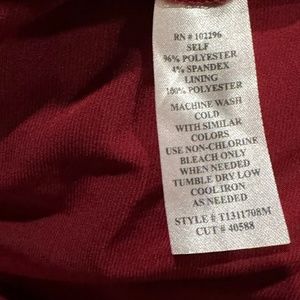 RN # 102296
SELF
96% POLYESTER
4% SPANDEX
LINING
100% POLYESTER
MACHINE WASH
COLD
WITH SIMILAR
COLORS
USE NON-CHLORINE
BLEACH ONLY
WHEN NEEDED
TUMBLE DRY LOW
COOL IRON
AS NEEDED
STYLE # T1311708M
CUT # 40588